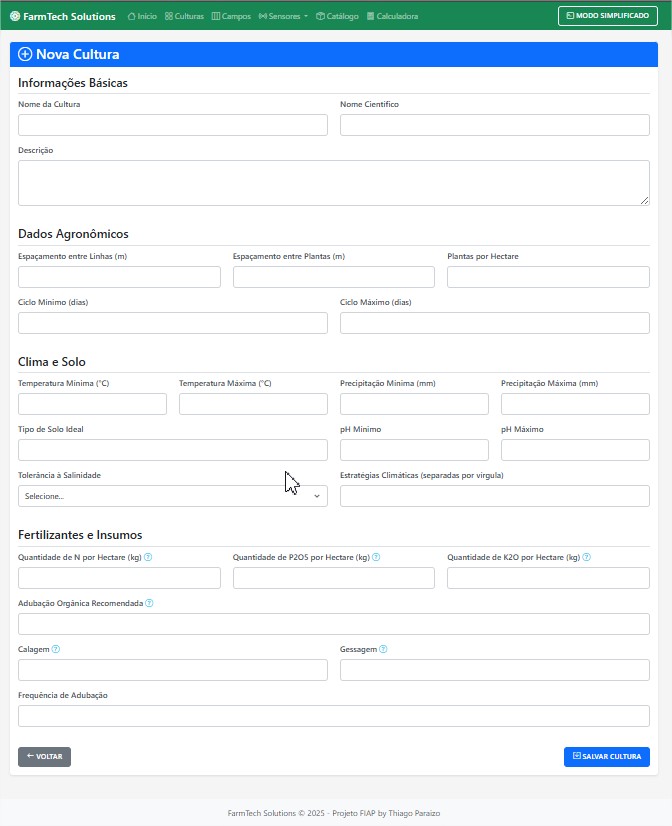 FarmTech Solutions Início Culturas Campos Sensores Catálogo Calculadora MODO SIMPLIFICADO
Nova Cultura
Informações Básicas
Nome da Cultura Nome Científico
Descrição
Dados Agronômicos
Espaçamento entre Linhas (m) Espaçamento entre Plantas (m) Plantas por Hectare
Ciclo Mínimo (dias) Ciclo Máximo (dias)
Clima e Solo
Temperatura Mínima (°C) Temperatura Máxima (°C) Precipitação Mínima (mm) Precipitação Máxima (mm)
Tipo de Solo Ideal pH Mínimo pH Máximo
Tolerância à Salinidade Estratégias Climáticas (separadas por vírgula)
Selecione...
Fertilizantes e Insumos
Quantidade de N por Hectare (kg) Quantidade de P2O5 por Hectare (kg) Quantidade de K2O por Hectare (kg)
Adubação Orgânica Recomendada
Calagem Gessagem
Frequência de Adubação
VOLTAR SALVAR CULTURA
FarmTech Solutions © 2025 - Projeto FIAP by Thiago Paraizo